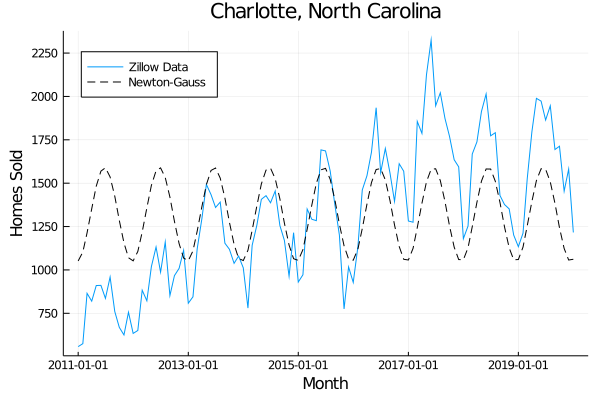 Charlotte, North Carolina
Homes Sold
2250
2000
1750
1500
1250
1000
750
Zillow Data
Newton-Gauss
2011-01-01
2013-01-01
2015-01-01
2017-01-01
2019-01-01
Month